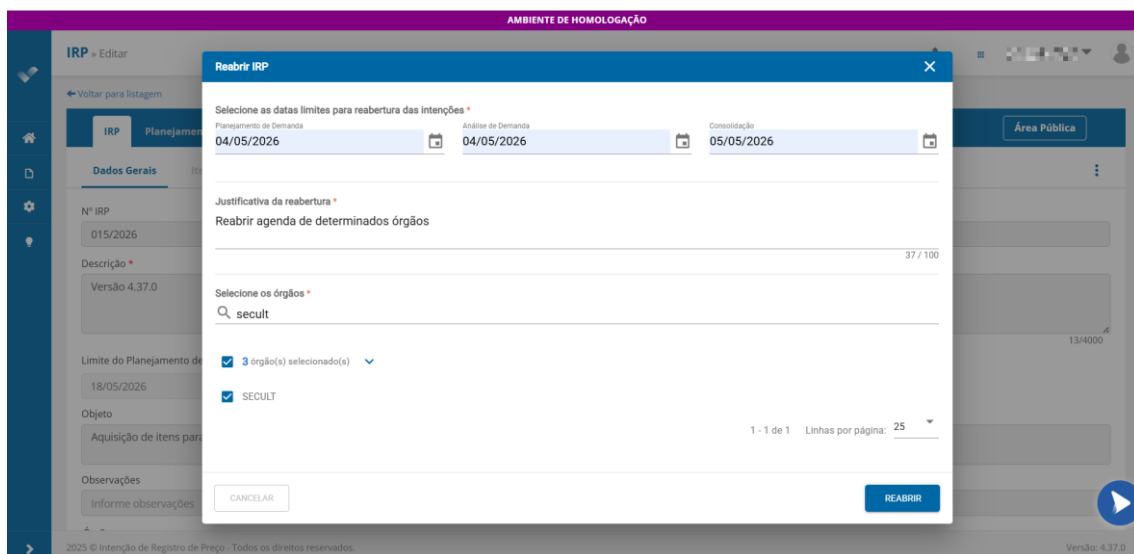 AMBIENTE DE HOMOLOGAÇÃO
IRP » Editar
Reabrir IRP
Voltar para listagem
IRP
Planejamen
Área Pública
Dados Gerais
Selecione as datas limites para reabertura das intenções *
Planejamento de Demanda
Análise de Demanda
Consolidação
04/05/2026
04/05/2026
05/05/2026
Nº IRP
015/2026
Justificativa da reabertura *
Reabrir agenda de determinados órgãos
37 / 100
Descrição *
Versão 4.37.0
13/4000
Selecione os órgãos *
secult
3 órgão(s) selecionado(s)
SECULT
1 - 1 de 1 Linhas por página: 25
Limite do Planejamento de
18/05/2026
Objeto
Aquisição de itens para
Observações
Informe observações
CANCELAR
REABRIR
2025 © Intenção de Registro de Preço - Todos os direitos reservados.
Versão: 4.37.0